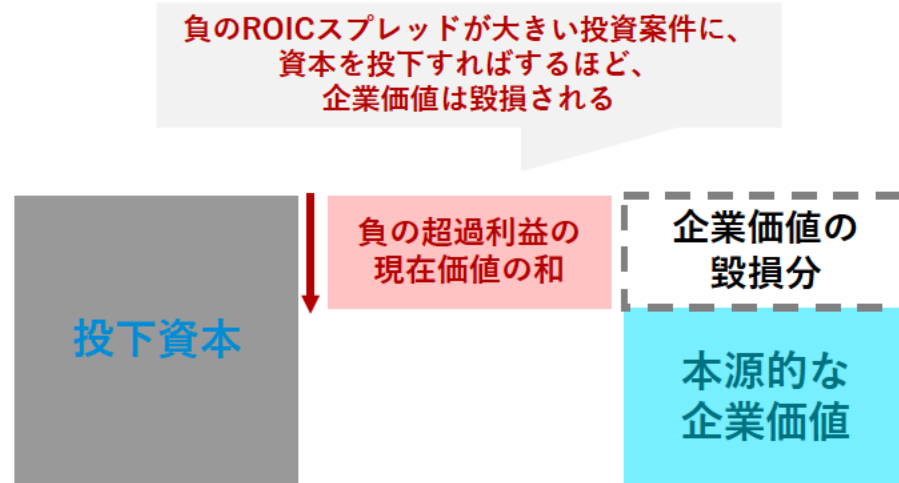 負のROICスプレッドが大きい投資案件に、
資本を投下すればするほど、
企業価値は毀損される
投下資本
負の超過利益の
現在価値の和
企業価値の
毀損分
本源的な
企業価値